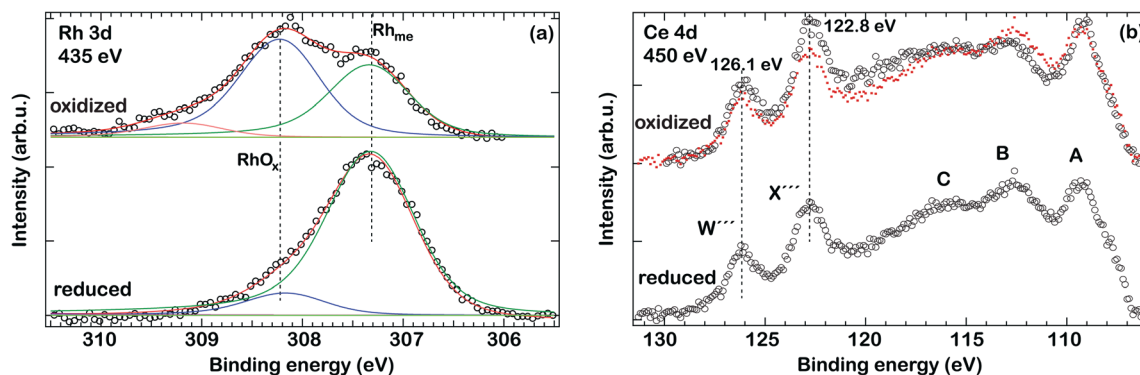 Rh 3d
435 eV
Rh_me
(a)
oxidized
RhO_x
reduced
Intensity (arb.u.)
310 309 308 307 306
Binding energy (eV)
Ce 4d
450 eV
122.8 eV
(b)
126,1 eV
oxidized
B
A
C
X´´´
W´´´
reduced
Intensity (arb.u.)
130 125 120 115 110
Binding energy (eV)